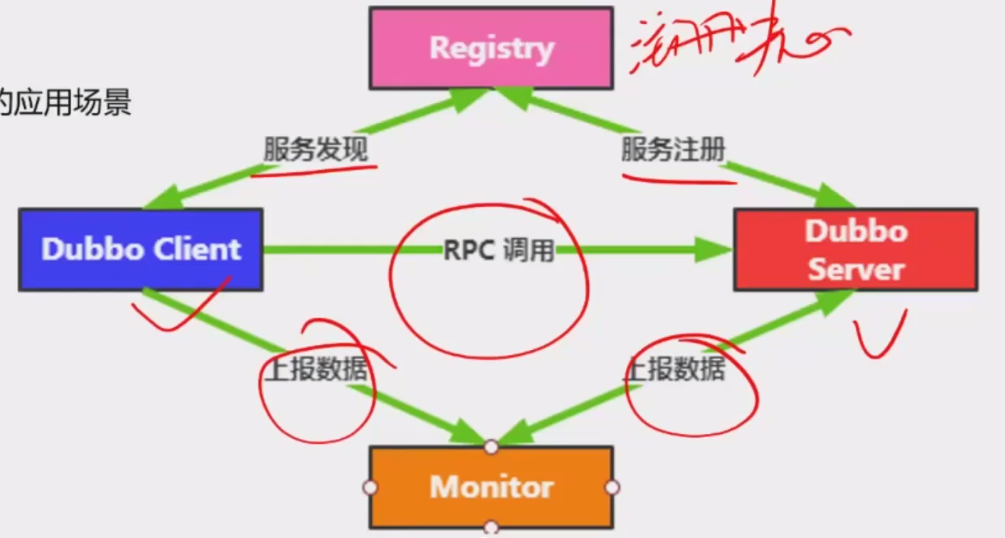 Registry
的应用场景
服务发现
服务注册
Dubbo Client
RPC 调用
Dubbo
Server
上报数据
上报数据
Monitor